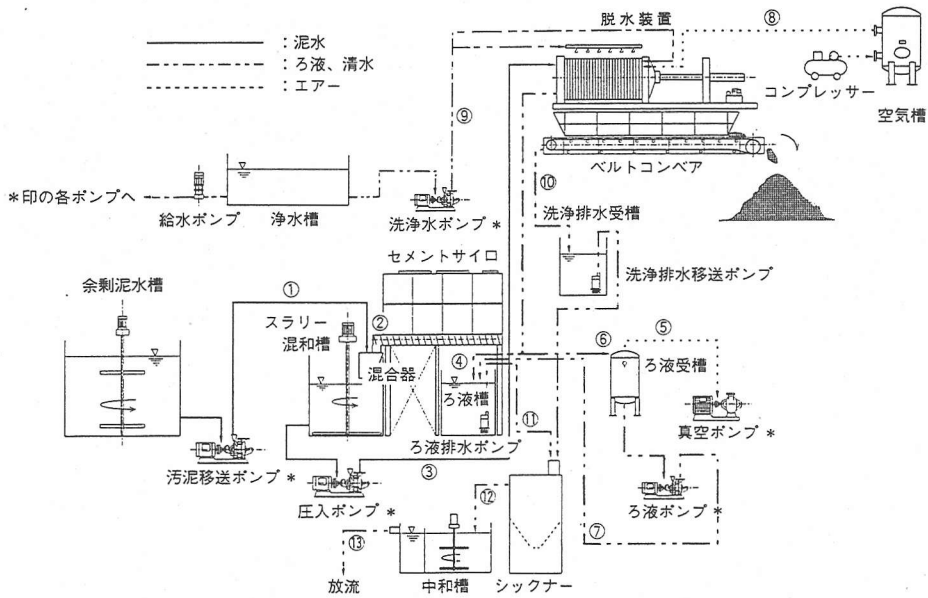 脱水装置
⑧
：泥水
：ろ液、清水
：エアー
コンプレッサー
空気槽
⑨
ベルトコンベア
⑩
＊印の各ポンプへ
給水ポンプ
浄水槽
洗浄水ポンプ＊
洗浄排水受槽
洗浄排水移送ポンプ
セメントサイロ
余剰泥水槽
①
スラリー
混和槽
②
混合器
④
ろ液槽
⑥
⑤
ろ液受槽
真空ポンプ＊
ろ液排水ポンプ
⑪
③
汚泥移送ポンプ＊
圧入ポンプ＊
⑫
ろ液ポンプ＊
⑦
⑬
放流
中和槽
シックナー